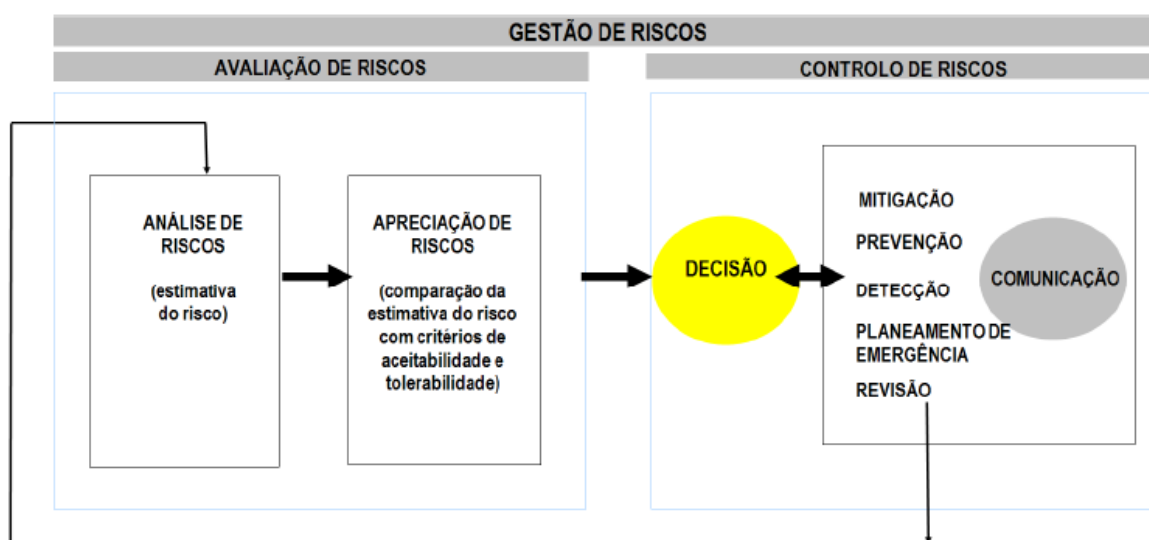 GESTÃO DE RISCOS
AVALIAÇÃO DE RISCOS
CONTROLO DE RISCOS
ANÁLISE DE
RISCOS
(estimativa
do risco)
APRECIAÇÃO DE
RISCOS
(comparação da
estimativa do risco
com critérios de
aceitabilidade e
tolerabilidade)
DECISÃO
MITIGAÇÃO
PREVENÇÃO
DETECÇÃO
PLANEAMENTO DE
EMERGÊNCIA
REVISÃO
COMUNICAÇÃO